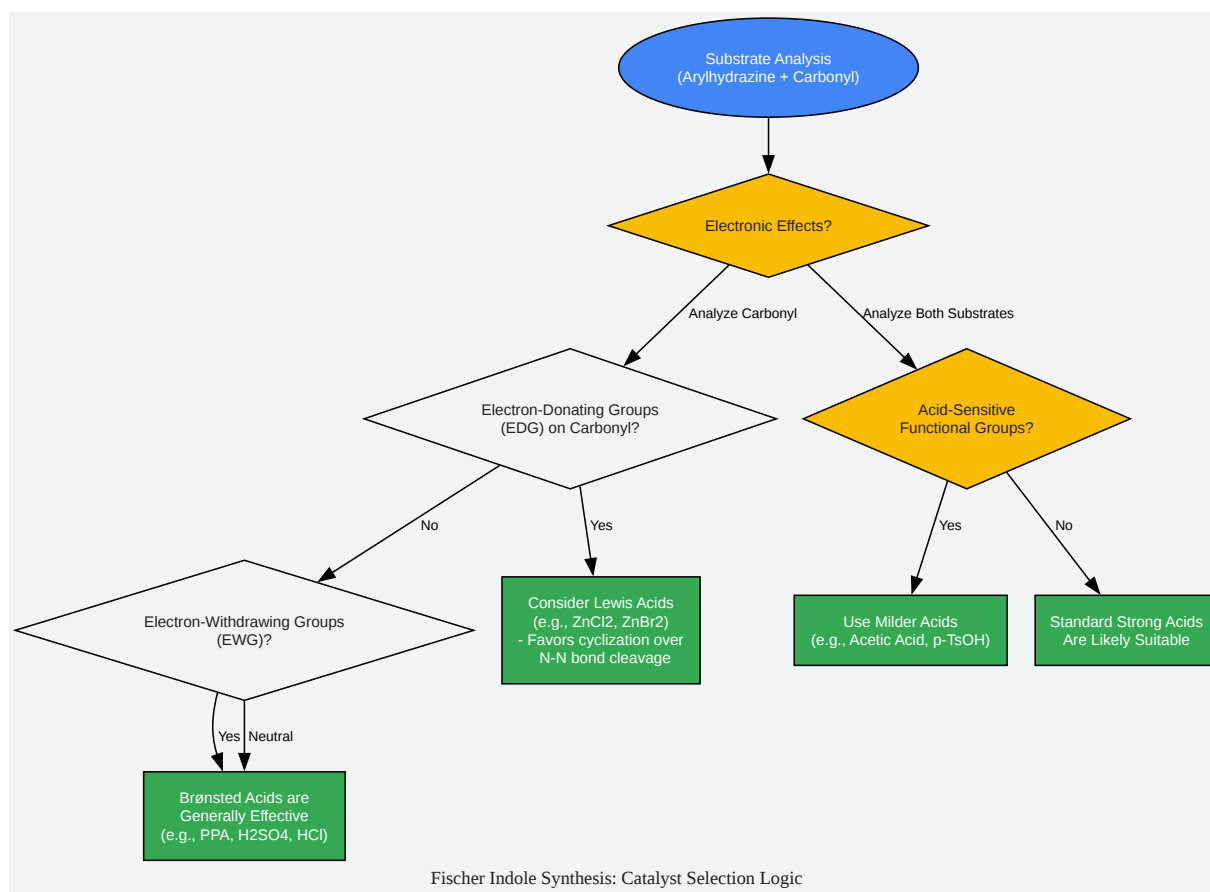 Substrate Analysis
(Arylhydrazine + Carbonyl)
Electronic Effects?
Analyze Carbonyl
Analyze Both Substrates
Electron-Donating Groups
(EDG) on Carbonyl?
Acid-Sensitive
Functional Groups?
No
Yes
Yes
No
Electron-Withdrawing Groups
(EWG)?
Consider Lewis Acids
(e.g., ZnCl2, ZnBr2)
- Favors cyclization over
N-N bond cleavage
Use Milder Acids
(e.g., Acetic Acid, p-TsOH)
Standard Strong Acids
Are Likely Suitable
Yes
Neutral
Brønsted Acids are
Generally Effective
(e.g., PPA, H2SO4, HCl)
Fischer Indole Synthesis: Catalyst Selection Logic